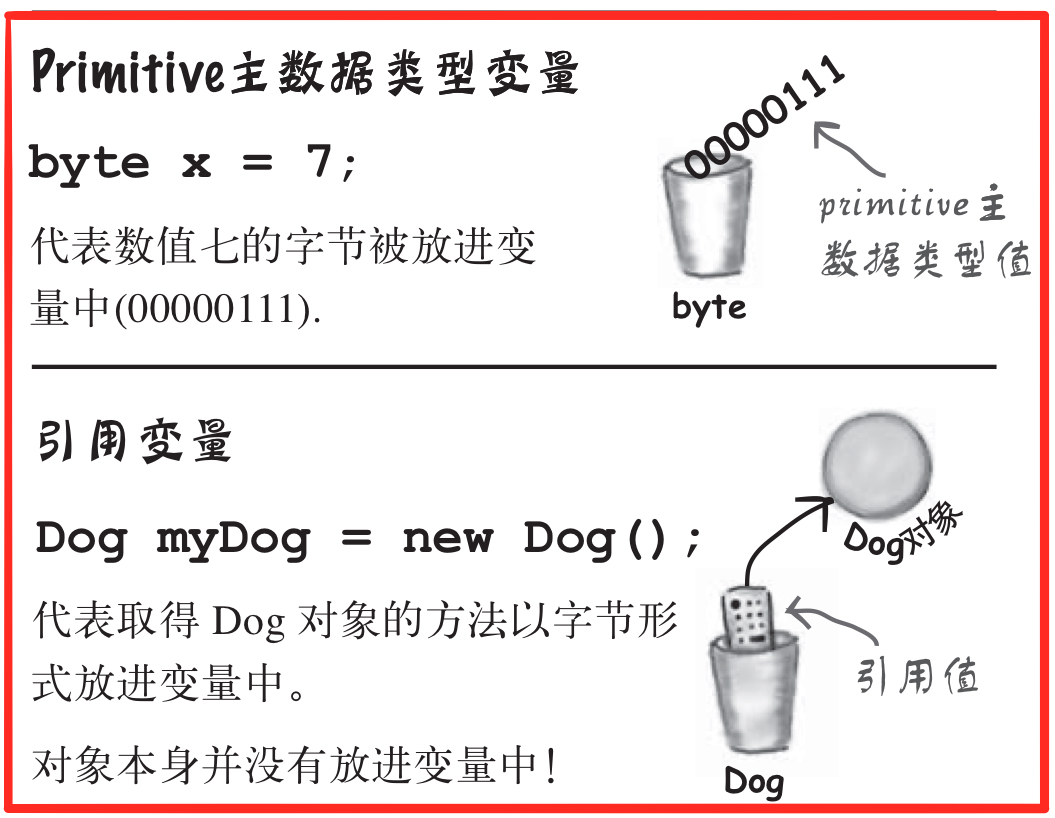 Primitive主数据类型变量
byte x = 7;
代表数值七的字节被放进变
量中(00000111).
00000111
primitive主
数据类型值
byte
引用变量
Dog myDog = new Dog();
代表取得 Dog 对象的方法以字节形
式放进变量中。
对象本身并没有放进变量中！
Dog对象
引用值
Dog